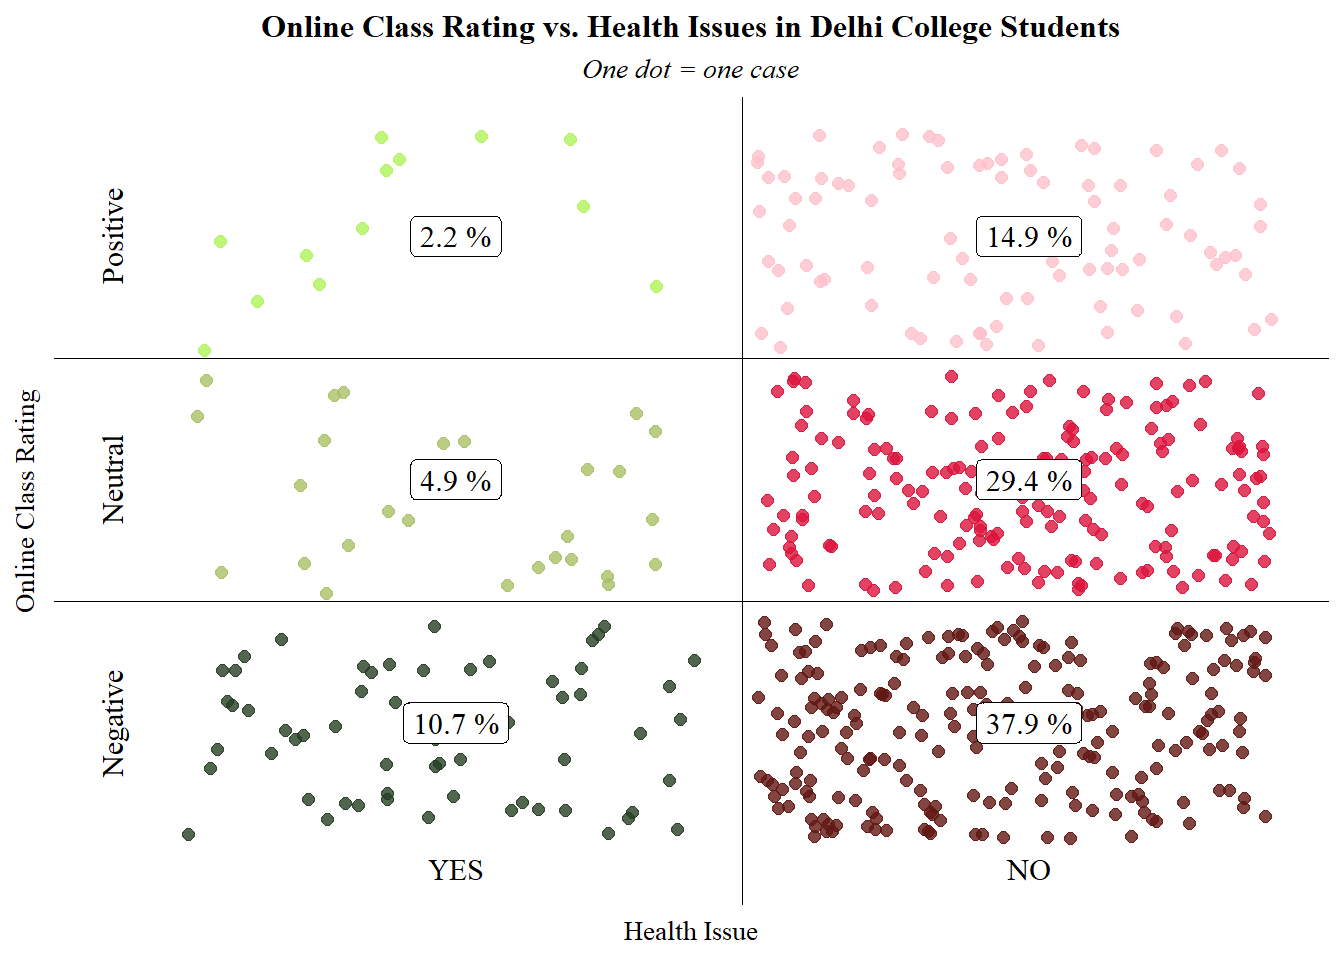 Online Class Rating vs. Health Issues in Delhi College Students
One dot = one case
Online Class Rating
Positive
2.2 %
14.9 %
Neutral
4.9 %
29.4 %
Negative
10.7 %
37.9 %
YES
NO
Health Issue